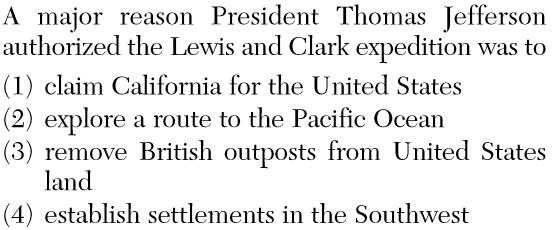 A major reason President Thomas Jefferson
authorized the Lewis and Clark expedition was to
(1) claim California for the United States
(2) explore a route to the Pacific Ocean
(3) remove British outposts from United States
land
(4) establish settlements in the Southwest